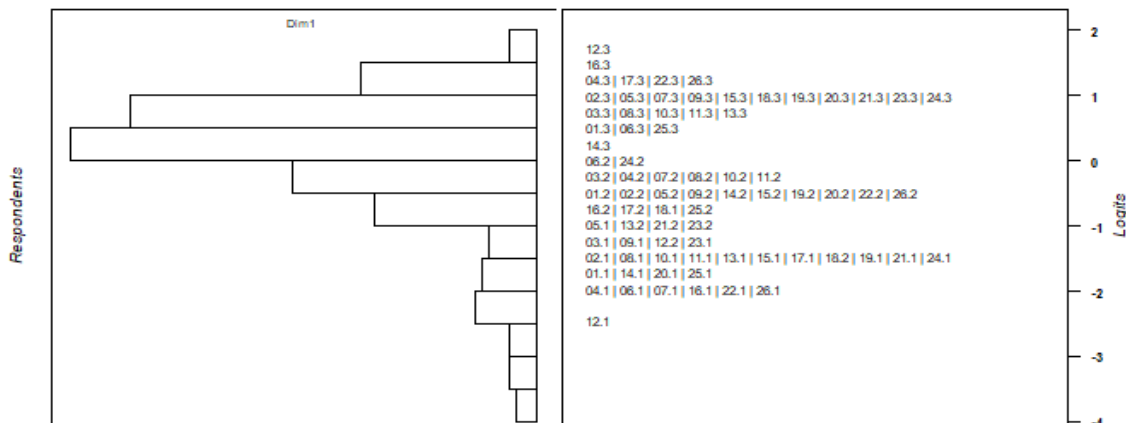 Dim1
Respondents
12.3
16.3
04.3 | 17.3 | 22.3 | 26.3
02.3 | 05.3 | 07.3 | 09.3 | 15.3 | 18.3 | 19.3 | 20.3 | 21.3 | 23.3 | 24.3
03.3 | 08.3 | 10.3 | 11.3 | 13.3
01.3 | 06.3 | 25.3
14.3
06.2 | 24.2
03.2 | 04.2 | 07.2 | 08.2 | 10.2 | 11.2
01.2 | 02.2 | 05.2 | 09.2 | 14.2 | 15.2 | 19.2 | 20.2 | 22.2 | 26.2
16.2 | 17.2 | 18.1 | 25.2
05.1 | 13.2 | 21.2 | 23.2
03.1 | 09.1 | 12.2 | 23.1
02.1 | 08.1 | 10.1 | 11.1 | 13.1 | 15.1 | 17.1 | 18.2 | 19.1 | 21.1 | 24.1
01.1 | 14.1 | 20.1 | 25.1
04.1 | 06.1 | 07.1 | 16.1 | 22.1 | 26.1
12.1
2
1
0
-1
-2
-3
-4
Logits